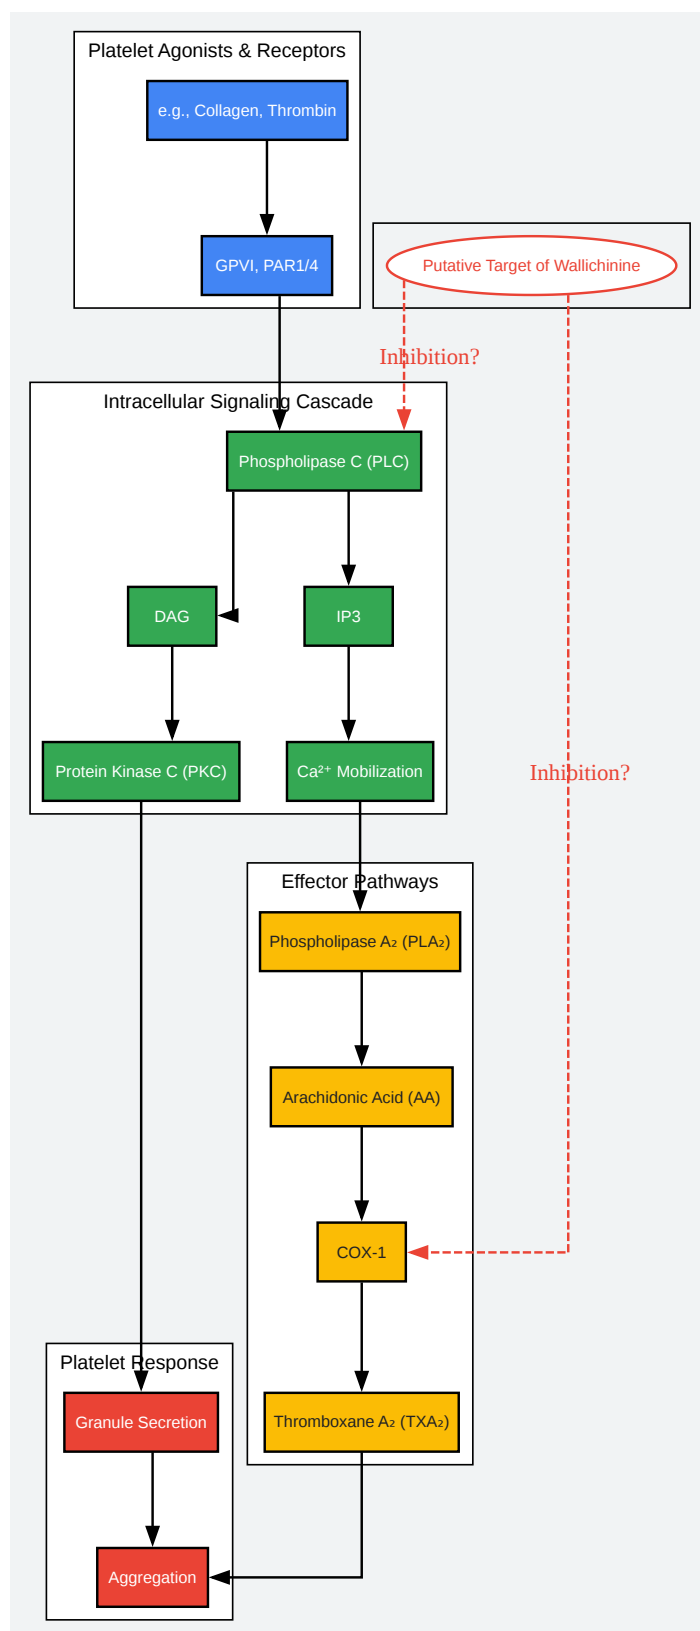 Platelet Agonists & Receptors
e.g., Collagen, Thrombin
GPVI, PAR1/4
Putative Target of Wallichinine
Inhibition?
Intracellular Signaling Cascade
Phospholipase C (PLC)
DAG
IP3
Protein Kinase C (PKC)
Ca²⁺ Mobilization
Inhibition?
Effector Pathways
Phospholipase A₂ (PLA₂)
Arachidonic Acid (AA)
COX-1
Platelet Response
Granule Secretion
Thromboxane A₂ (TXA₂)
Aggregation